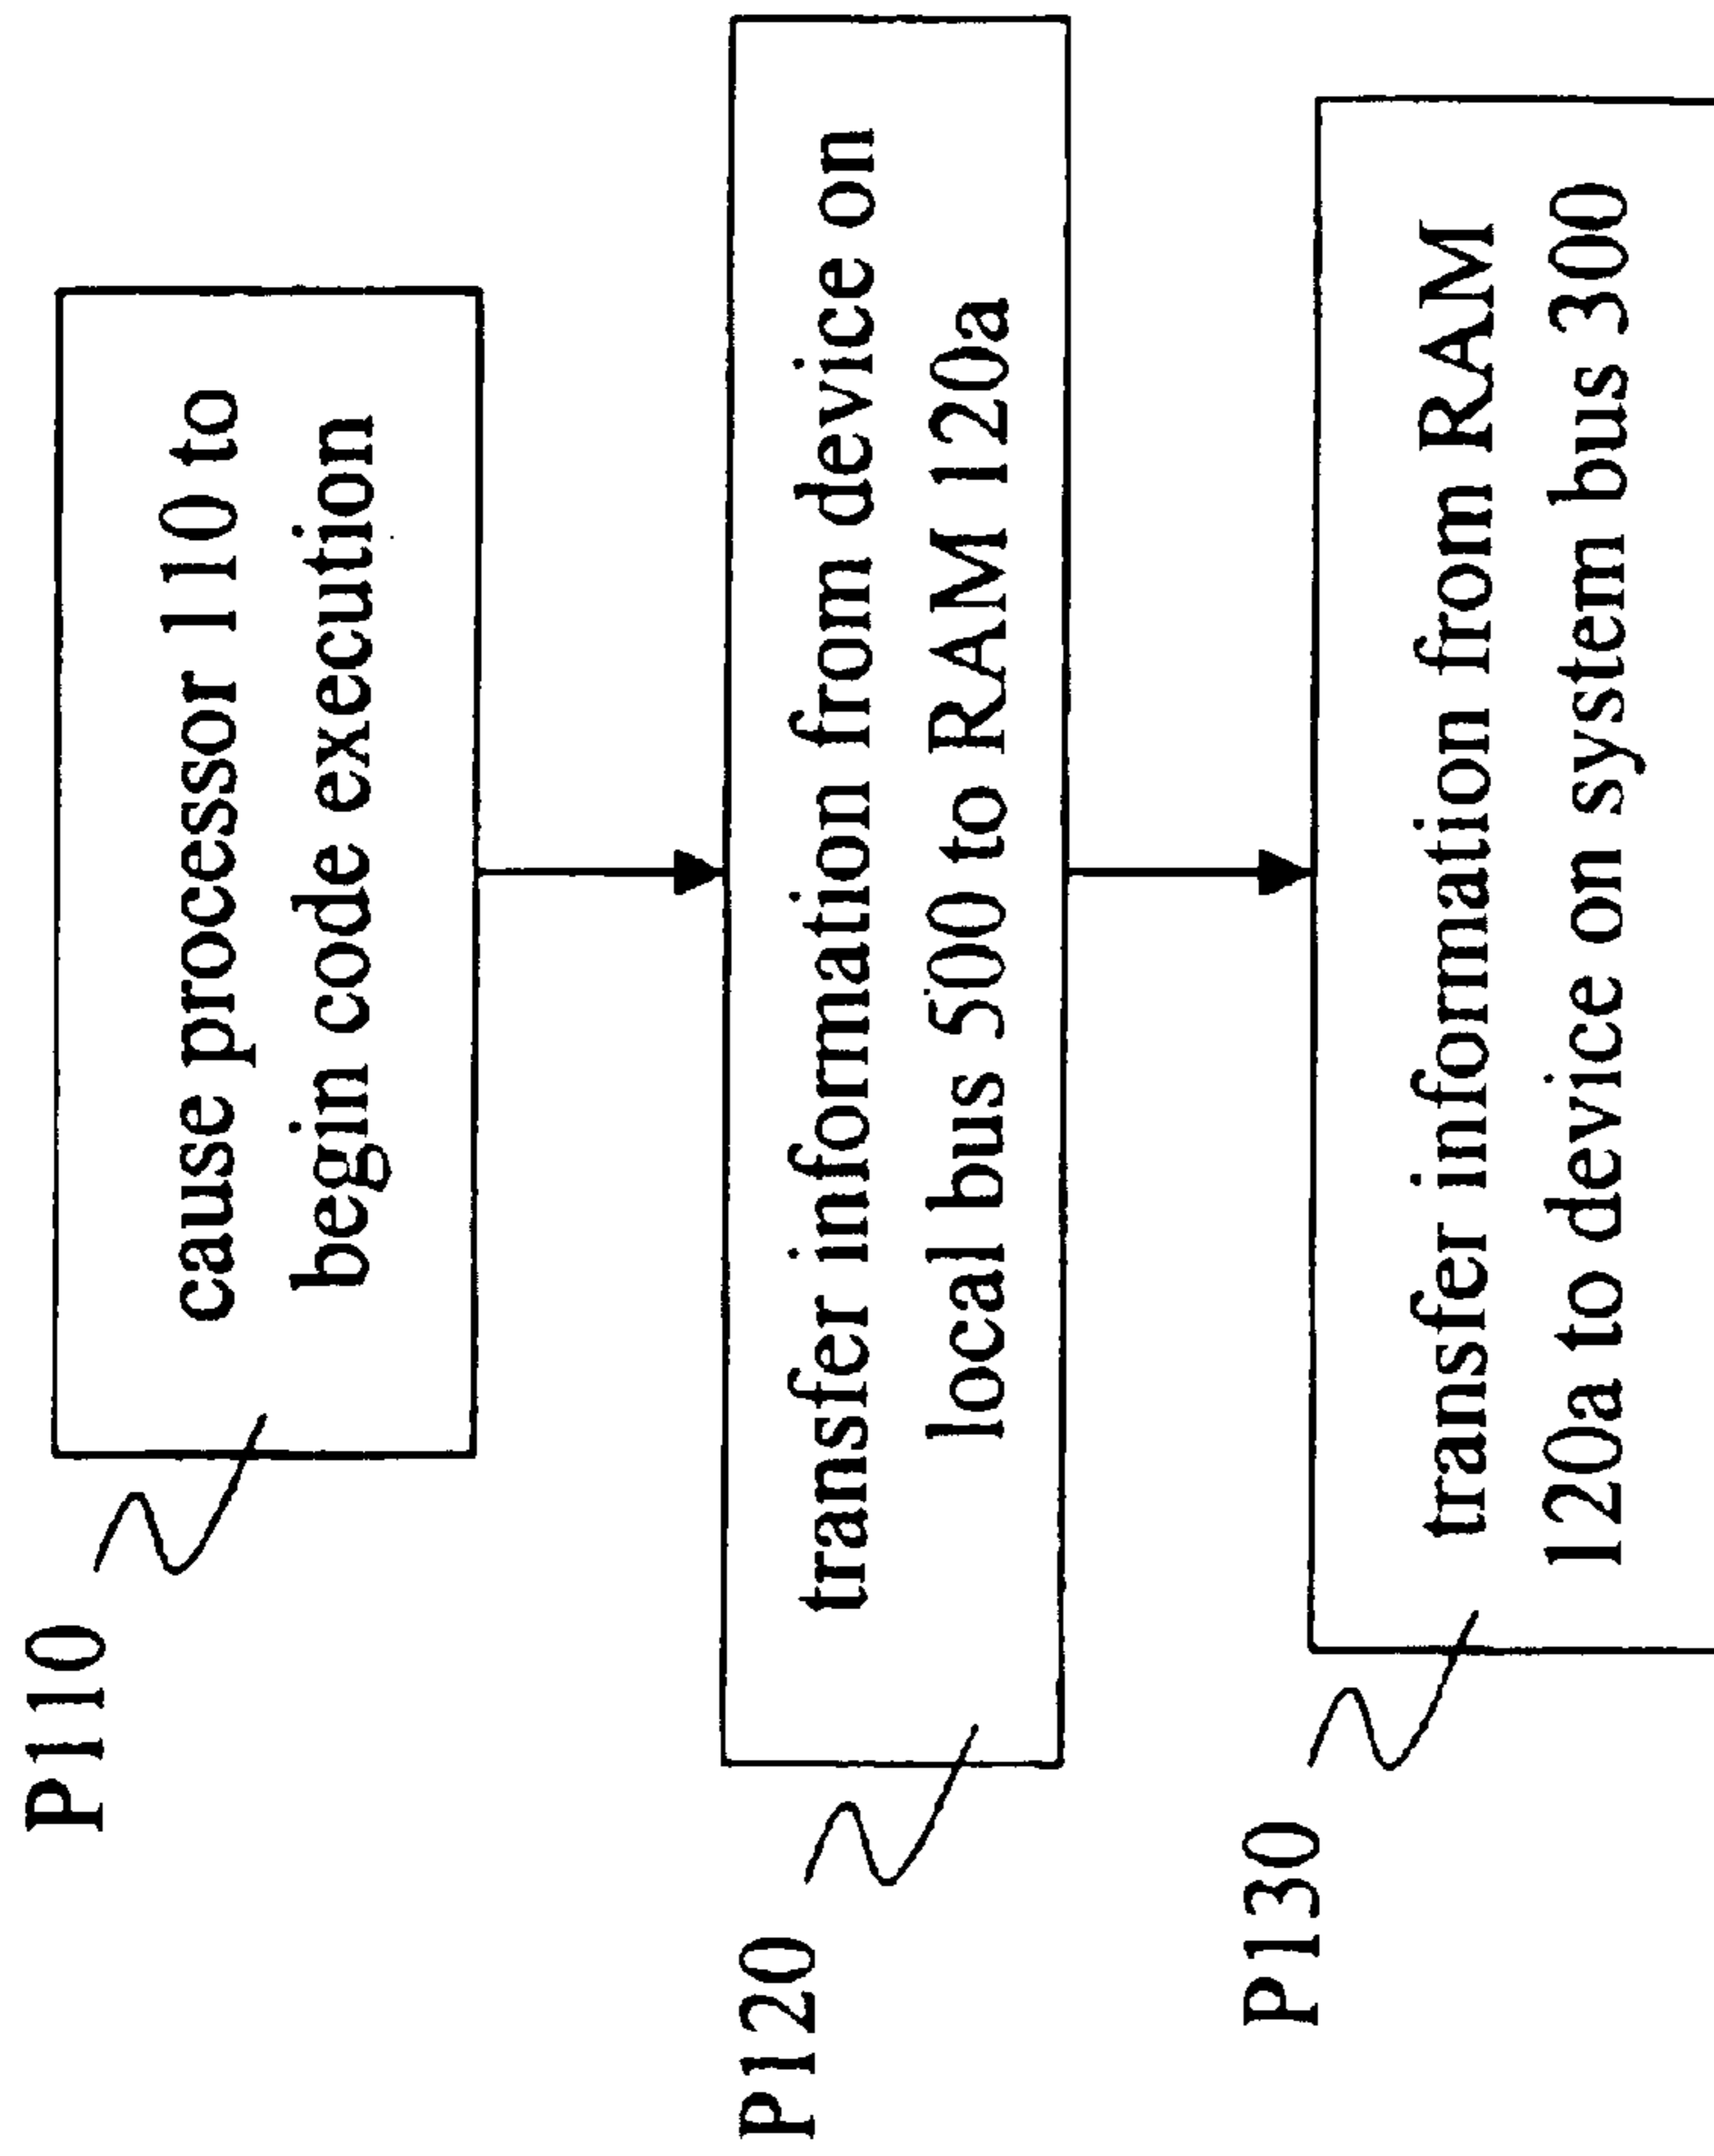 P110
cause processor 110 to
begin code execution
P120
transfer information from device on
local bus 500 to RAM 120a
P130
transfer information from RAM
120a to device on system bus 300